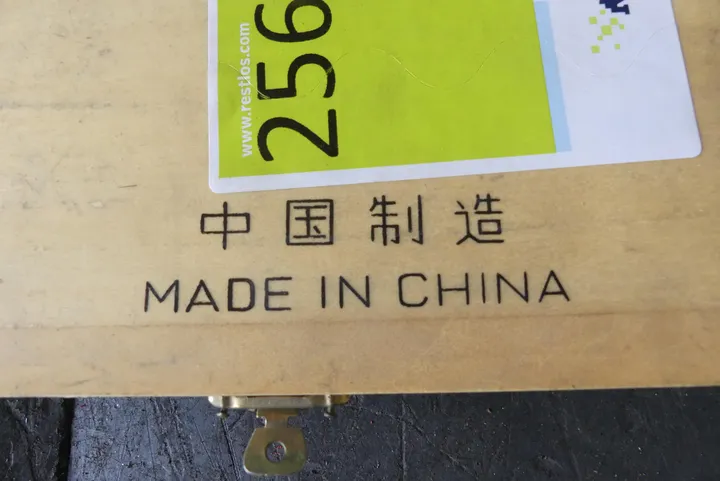 www.restlos.com
256
中国制造
MADE IN CHINA